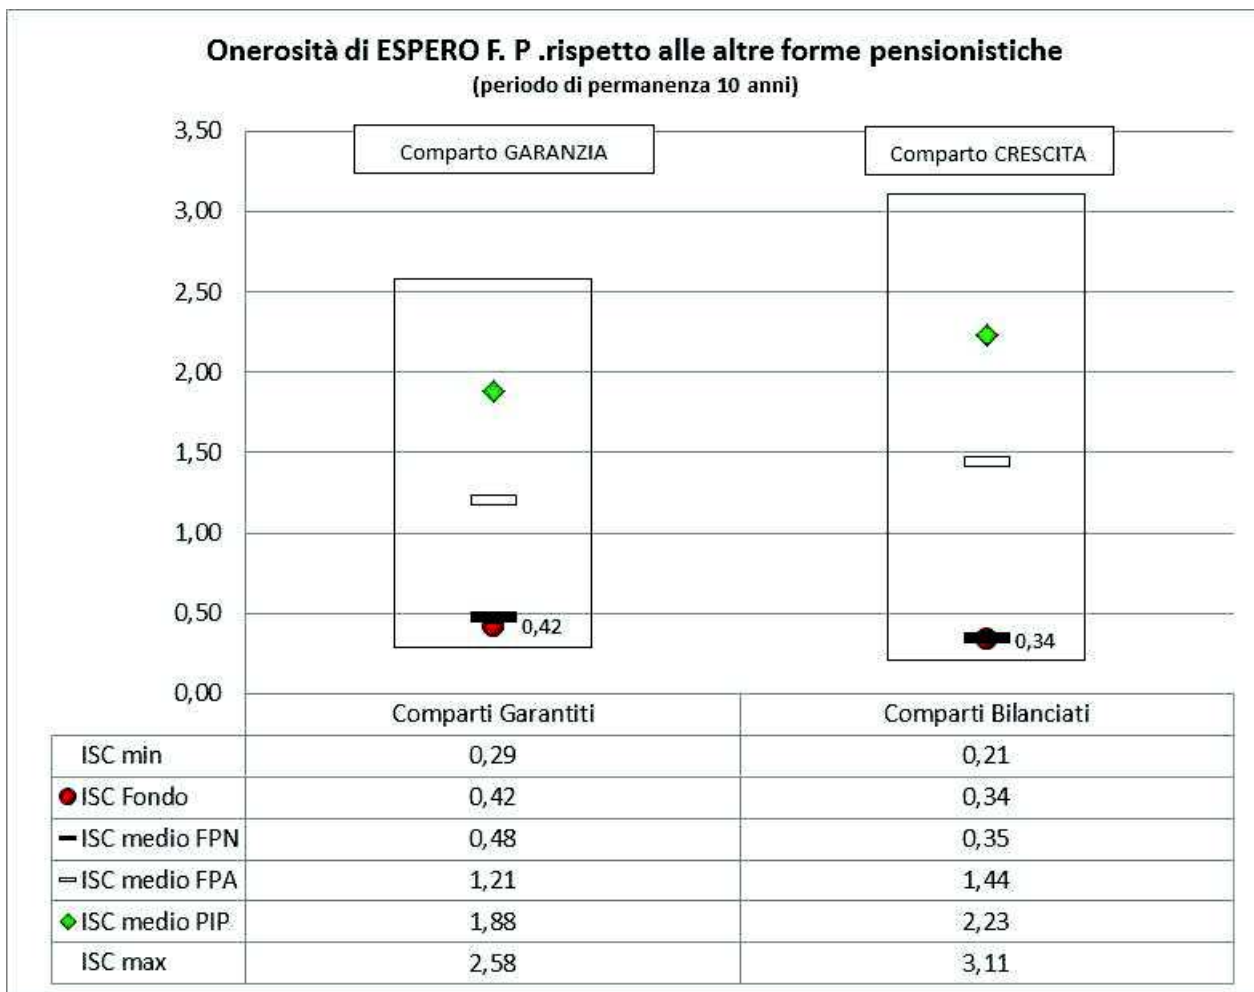 Onerosità di ESPERO F. P .rispetto alle altre forme pensionistiche
(periodo di permanenza 10 anni)
3,50
Comparto GARANZIA
Comparto CRESCITA
3,00
2,50
2,00
1,50
1,00
0,50
0,42
0,34
0,00
Comparti Garantiti Comparti Bilanciati
ISC min 0,29 0,21
ISC Fondo 0,42 0,34
ISC medio FPN 0,48 0,35
ISC medio FPA 1,21 1,44
ISC medio PIP 1,88 2,23
ISC max 2,58 3,11